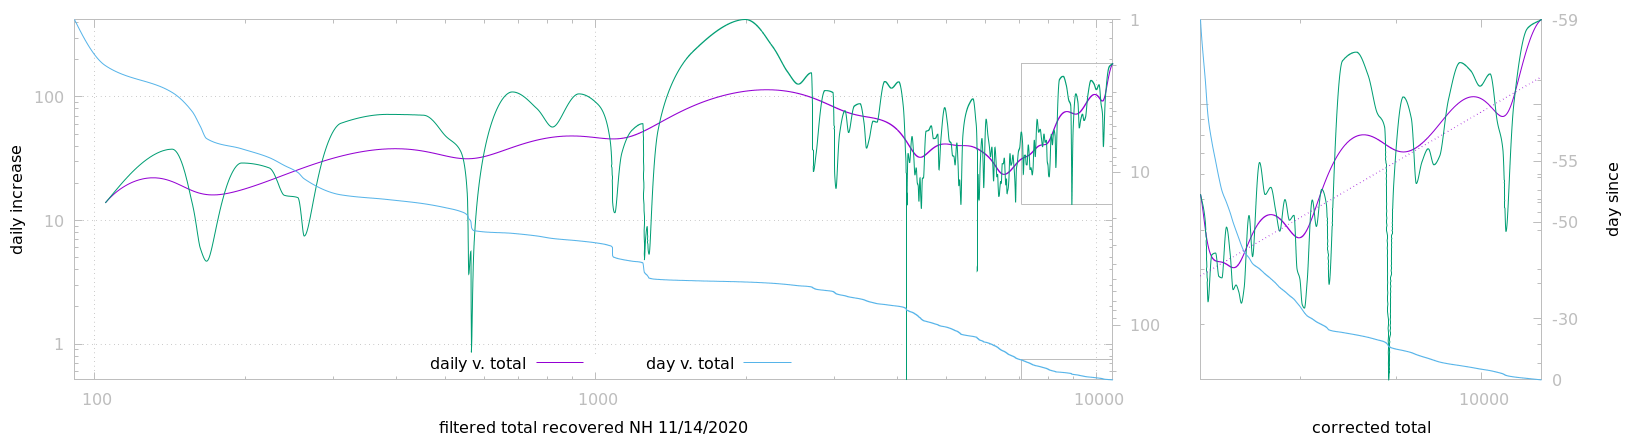 1
-59
100
10
-55
daily increase
day since
10
-50
100
-30
1
daily v. total
day v. total
0
100
1000
10000
10000
filtered total recovered NH 11/14/2020
corrected total